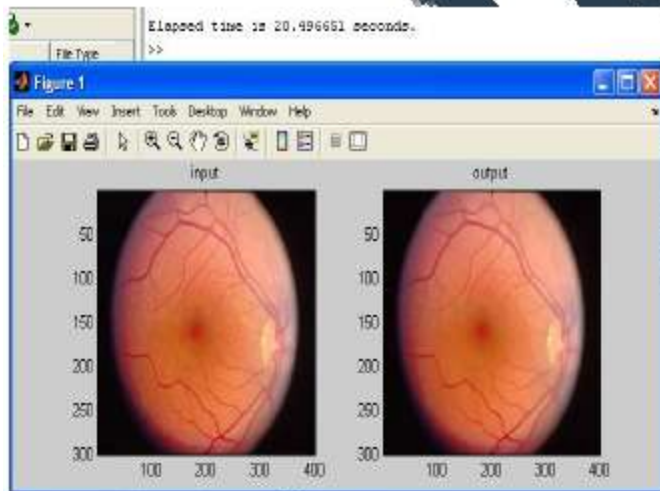 Elapsed time is 20.496651 seconds.
File Type
>>
Figure 1
File Edit View Insert Tools Desktop Window Help
input output
50 50
100 100
150 150
200 200
250 250
300 300
100 200 300 400 100 200 300 400